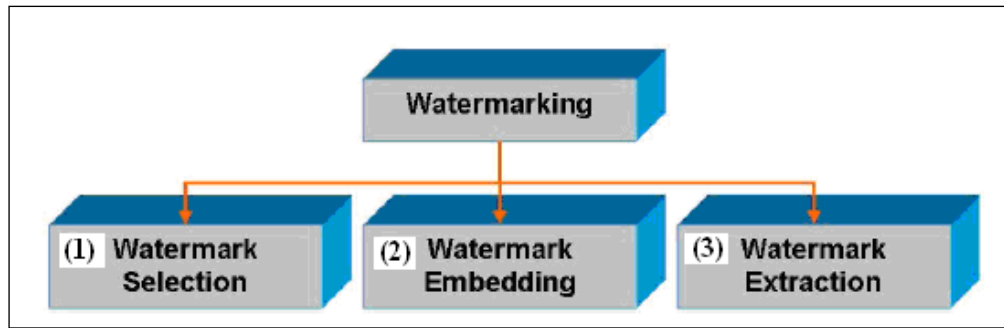 Watermarking
(1) Watermark
Selection
(2) Watermark
Embedding
(3) Watermark
Extraction